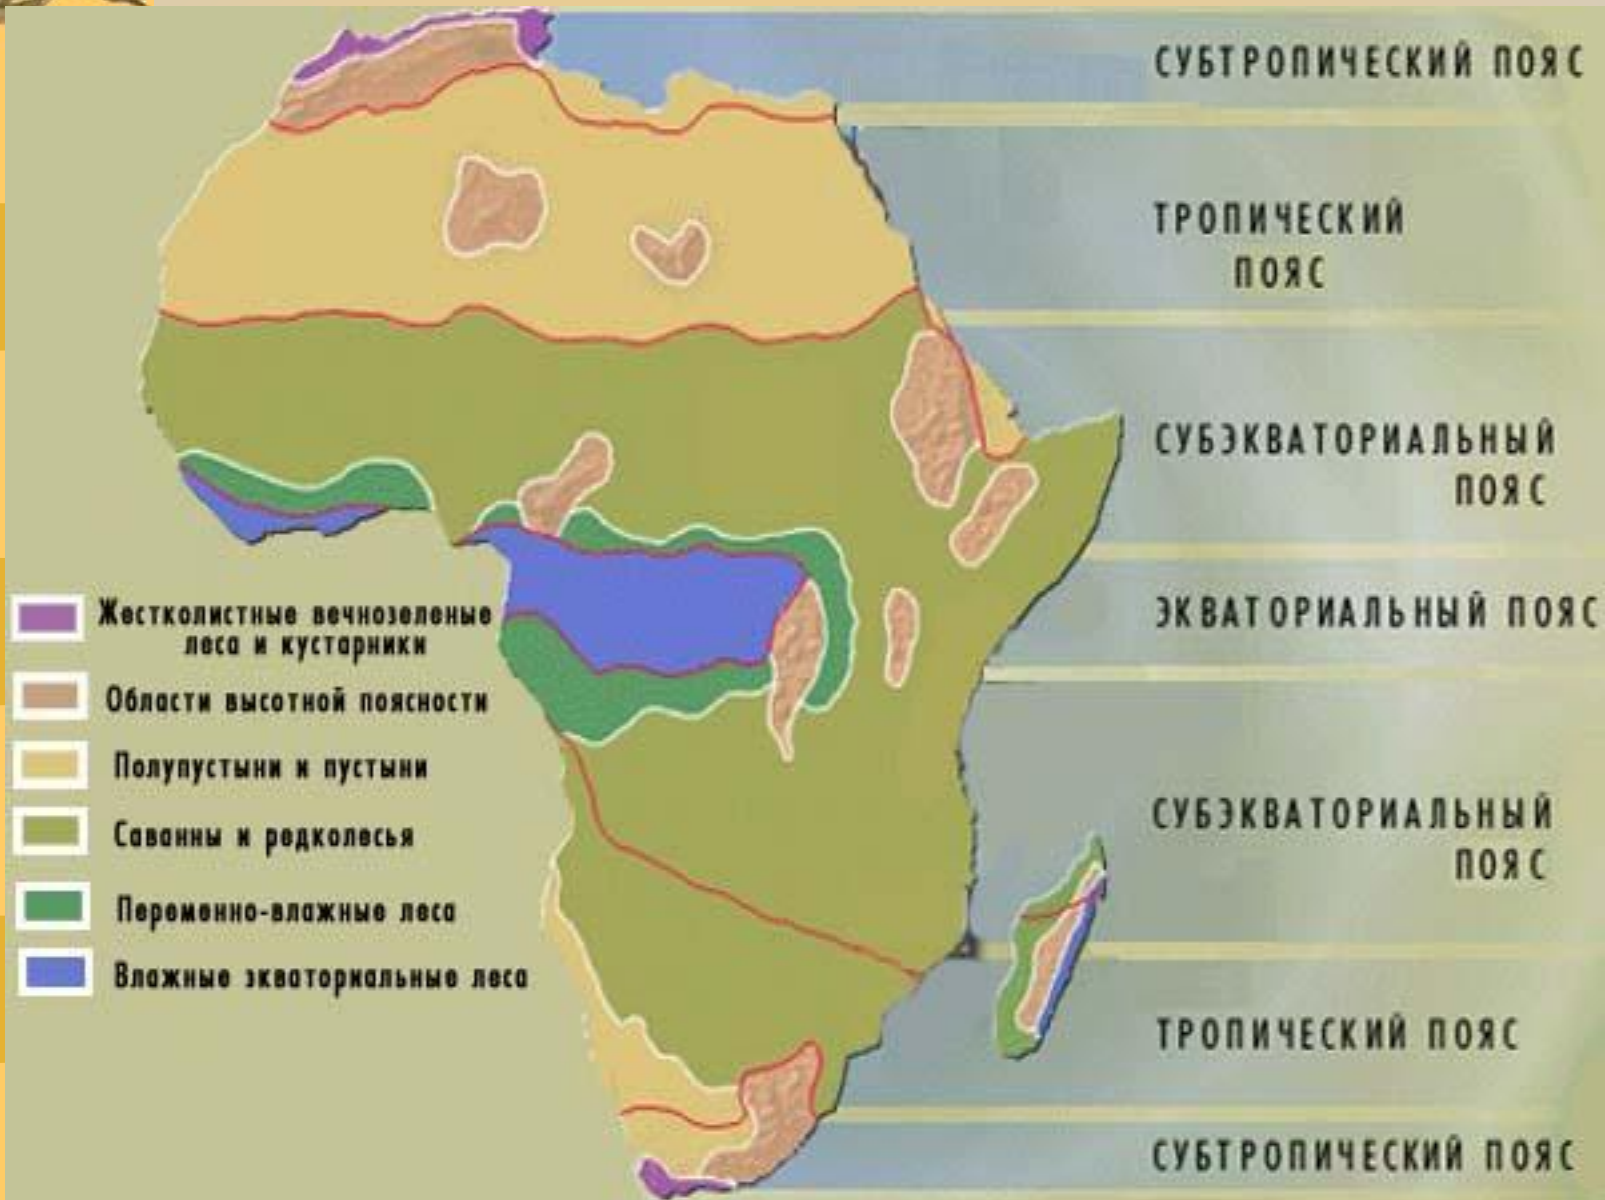 СУБТРОПИЧЕСКИЙ ПОЯС
ТРОПИЧЕСКИЙ
ПОЯС
СУБЭКВАТОРИАЛЬНЫЙ
ПОЯС
ЭКВАТОРИАЛЬНЫЙ ПОЯС
СУБЭКВАТОРИАЛЬНЫЙ
ПОЯС
ТРОПИЧЕСКИЙ ПОЯС
СУБТРОПИЧЕСКИЙ ПОЯС
Жестколистные вечнозеленые
леса и кустарники
Области высотной поясности
Полупустыни и пустыни
Саванны и редколесья
Переменно-влажные леса
Влажные экваториальные леса